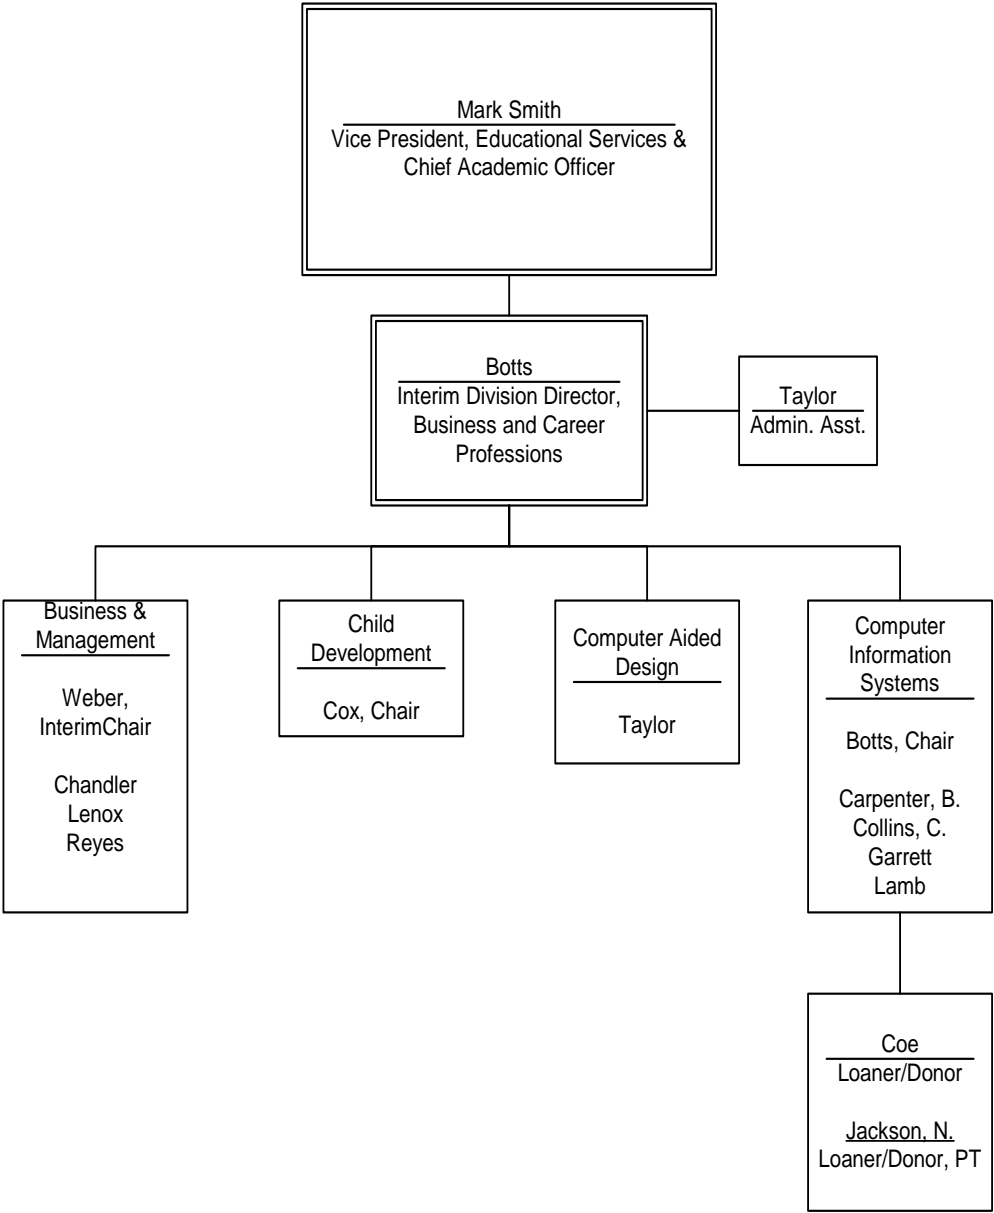 Mark Smith
Vice President, Educational Services &
Chief Academic Officer
Botts
Interim Division Director,
Business and Career
Professions
Taylor
Admin. Asst.
Business &
Management
Weber,
InterimChair
Chandler
Lenox
Reyes
Child
Development
Cox, Chair
Computer Aided
Design
Taylor
Computer
Information
Systems
Botts, Chair
Carpenter, B.
Collins, C.
Garrett
Lamb
Coe
Loaner/Donor
Jackson, N.
Loaner/Donor, PT